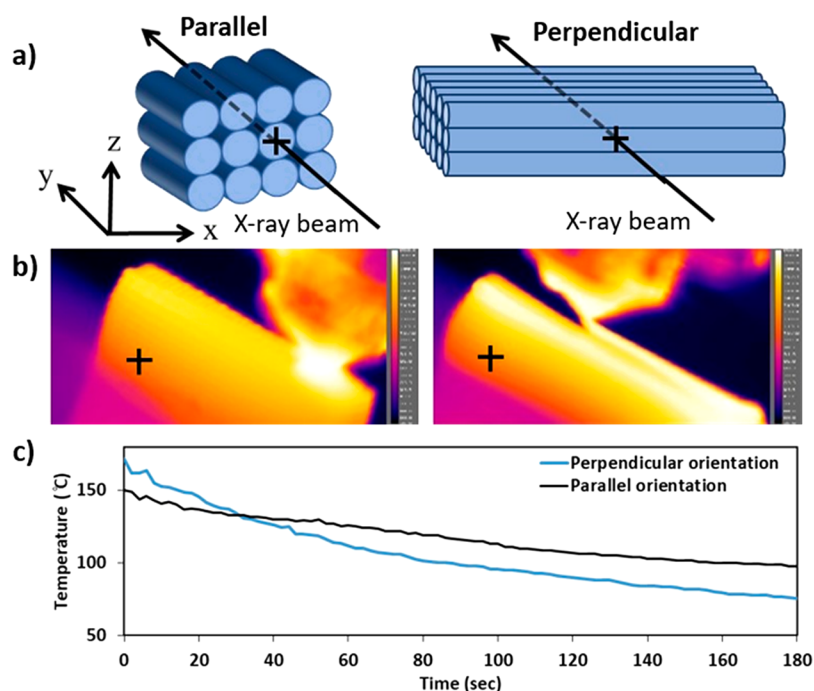 a)
Parallel
Perpendicular
z
y
x
X-ray beam
X-ray beam
b)
c)
Temperature (℃)
150
100
50
Perpendicular orientation
Parallel orientation
0
20
40
60
80
100
120
140
160
180
Time (sec)